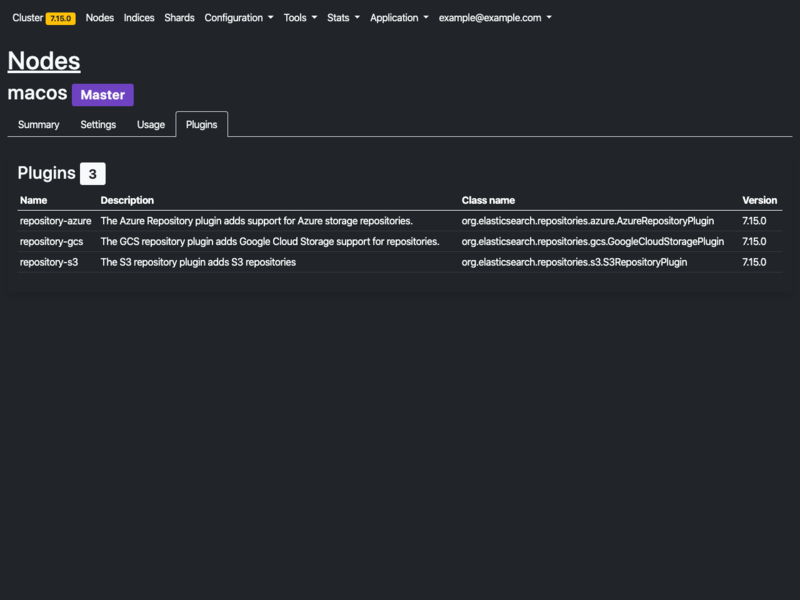 Cluster 7.15.0 Nodes Indices Shards Configuration Tools Stats Application example@example.com
Nodes
macos Master
Summary Settings Usage Plugins
Plugins 3
Name Description Class name Version
repository-azure The Azure Repository plugin adds support for Azure storage repositories. org.elasticsearch.repositories.azure.AzureRepositoryPlugin 7.15.0
repository-gcs The GCS repository plugin adds Google Cloud Storage support for repositories. org.elasticsearch.repositories.gcs.GoogleCloudStoragePlugin 7.15.0
repository-s3 The S3 repository plugin adds S3 repositories org.elasticsearch.repositories.s3.S3RepositoryPlugin 7.15.0